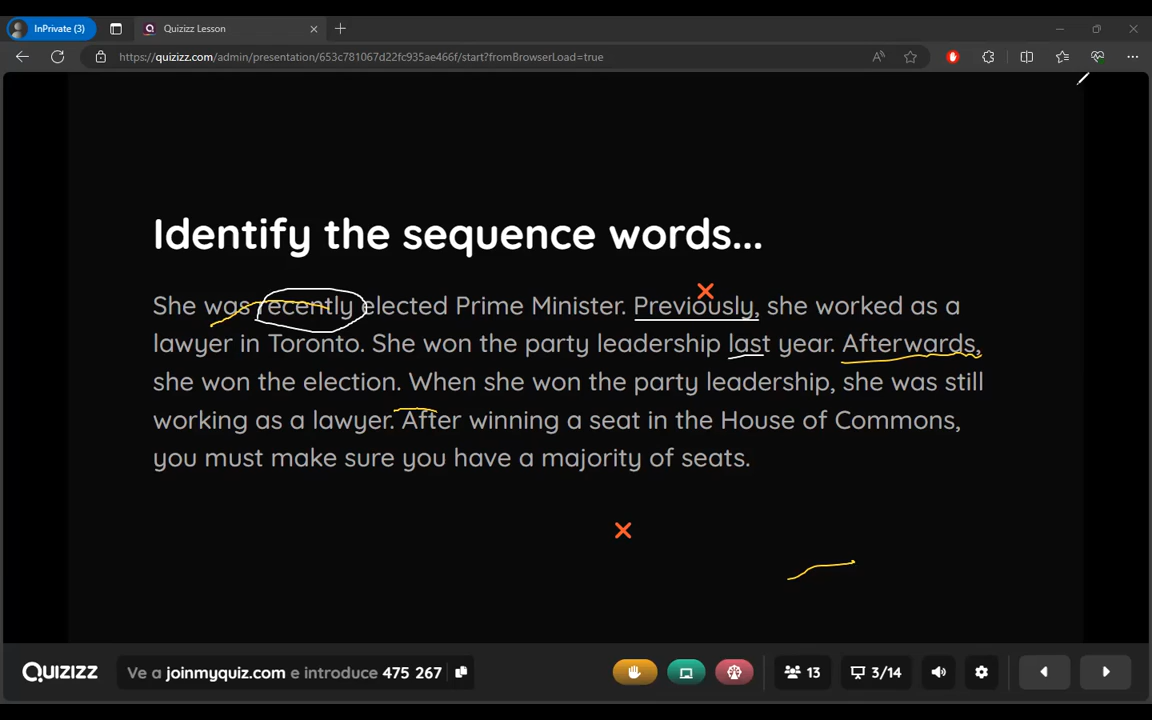 InPrivate (3)
Quizizz Lesson
https://quizizz.com/admin/presentation/653c781067d22fc935ae466f/start?fromBrowserLoad=true
Identify the sequence words...
She was recently elected Prime Minister. Previously, she worked as a
lawyer in Toronto. She won the party leadership last year. Afterwards,
she won the election. When she won the party leadership, she was still
working as a lawyer. After winning a seat in the House of Commons,
you must make sure you have a majority of seats.
QUIZIZZ
Ve a joinmyquiz.com e introduce 475 267
13
3/14